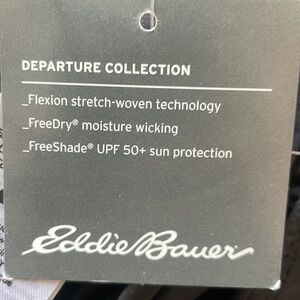 DEPARTURE COLLECTION
_Flexion stretch-woven technology
_FreeDry® moisture wicking
_FreeShade® UPF 50+ sun protection
Eddie Bauer